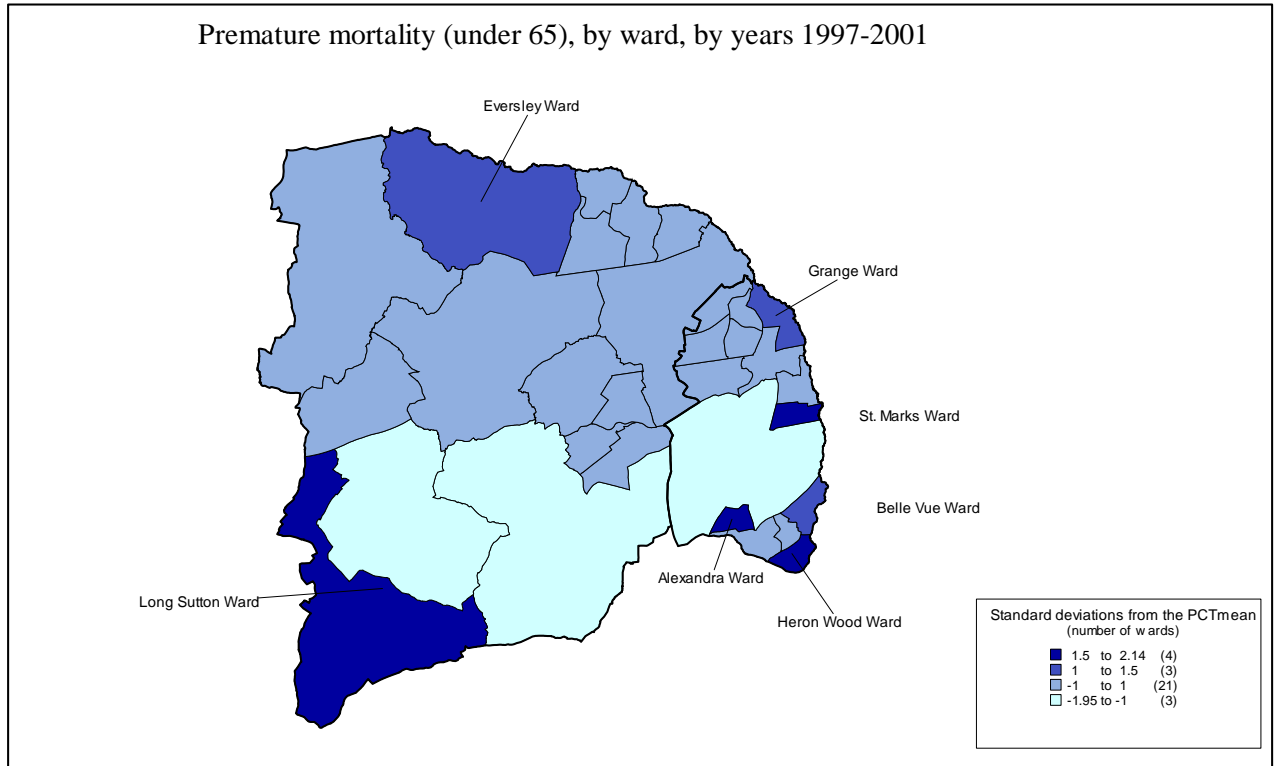 Premature mortality (under 65), by ward, by years 1997-2001
Eversley Ward
Grange Ward
St. Marks Ward
Belle Vue Ward
Alexandra Ward
Long Sutton Ward
Heron Wood Ward
Standard deviations from the PCTmean
(number of wards)
1.5 to 2.14 (4)
1 to 1.5 (3)
-1 to 1 (21)
-1.95 to -1 (3)